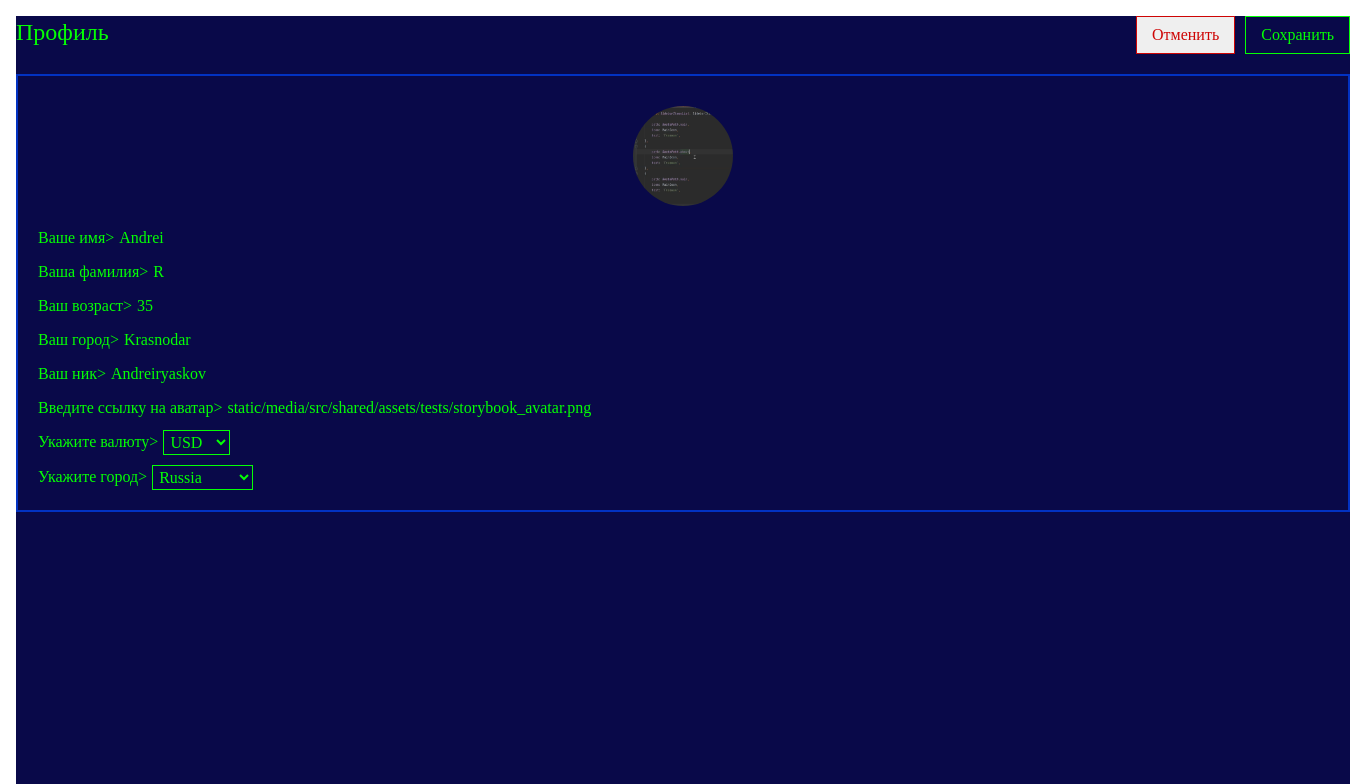 Профиль
Отменить
Сохранить
Ваше имя> Andrei
Ваша фамилия> R
Ваш возраст> 35
Ваш город> Krasnodar
Ваш ник> Andreiryaskov
Введите ссылку на аватар> static/media/src/shared/assets/tests/storybook_avatar.png
Укажите валюту> USD
Укажите город> Russia